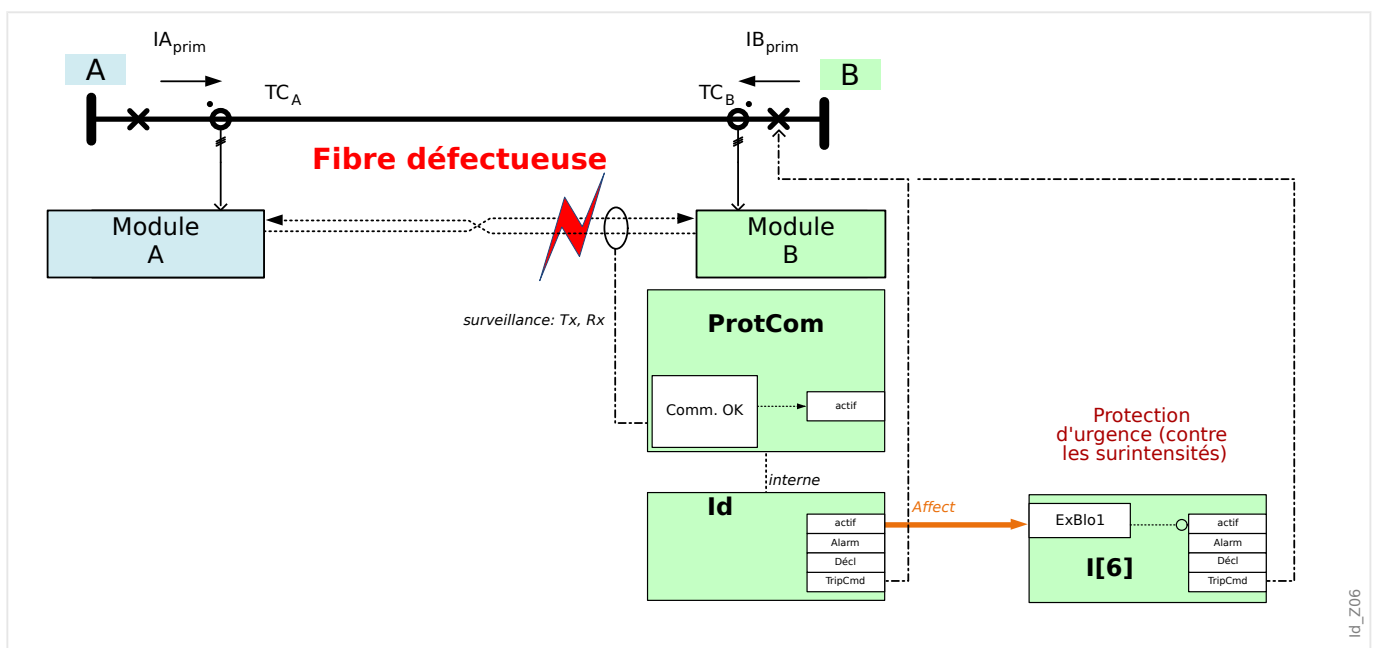 IAprim
IBprim
A
B
TCA
TCB
Fibre défectueuse
Module
A
Module
B
surveillance: Tx, Rx
ProtCom
Comm. OK
actif
interne
Id
actif
Alarm
Décl
TripCmd
Affect
Protection
d'urgence (contre
les surintensités)
ExBlo1
actif
Alarm
Décl
TripCmd
I[6]
Id_Z06